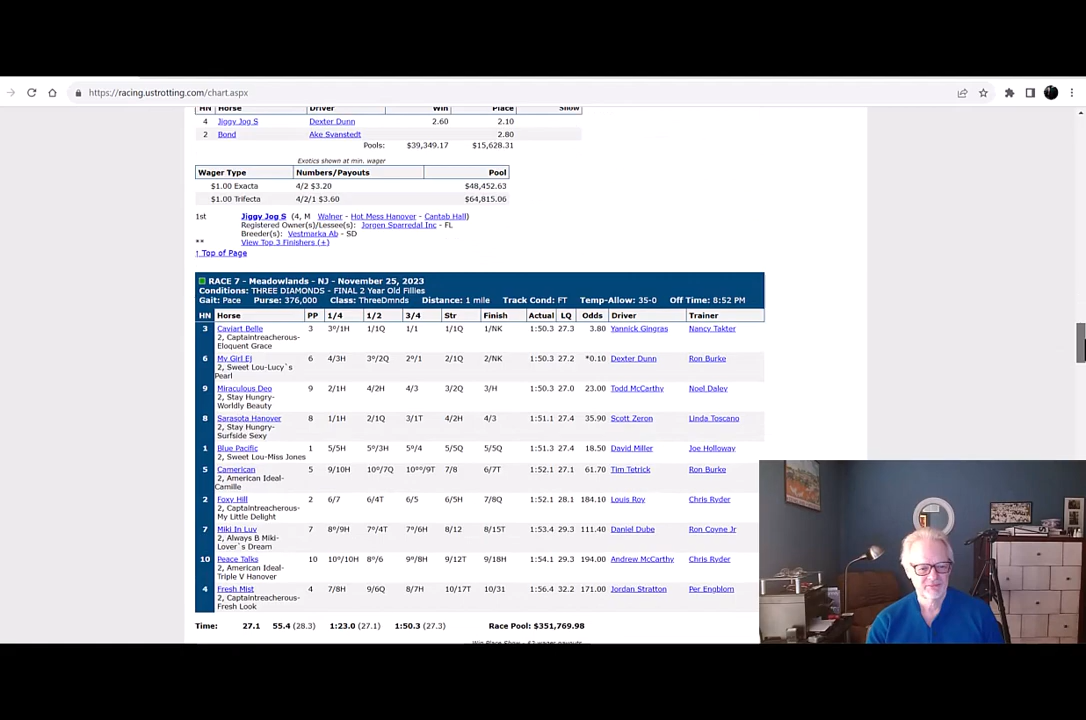 https://racing.ustrotting.com/chart.aspx
HN Horse Driver Win Place Show
4 Jiggy Jog S Dexter Dunn 2.60 2.10
2 Bond Ake Svanstedt 2.80
Pools: $39,349.17 $15,628.31
Exotics shown at min. wager
Wager Type Numbers/Payouts Pool
$1.00 Exacta 4/2 $3.20 $48,452.63
$1.00 Trifecta 4/2/1 $3.60 $64,815.06
1st Jiggy Jog S (4, M Walner - Hot Mess Hanover - Cantab Hall)
Registered Owner(s)/Lessee(s): Jorgen Sparredal Inc - FL
Breeder(s): Vestmarka Ab - SD
** View Top 3 Finishers (+)
↑ Top of Page
RACE 7 - Meadowlands - NJ - November 25, 2023
Conditions: THREE DIAMONDS - FINAL 2 Year Old Fillies
Gait: Pace Purse: 376,000 Class: ThreeDmnds Distance: 1 mile Track Cond: FT Temp-Allow: 35-0 Off Time: 8:52 PM
HN Horse PP 1/4 1/2 3/4 Str Finish Actual LQ Odds Driver Trainer
3 Caviart Belle 3 3º/1H 1/1Q 1/1 1/1Q 1/NK 1:50.3 27.3 3.80 Yannick Gingras Nancy Takter
2, Captaintreacherous-
Eloquent Grace
6 My Girl EJ 6 4/3H 3º/2Q 2º/1 2/1Q 2/NK 1:50.3 27.2 *0.10 Dexter Dunn Ron Burke
2, Sweet Lou-Lucy`s
Pearl
9 Miraculous Deo 9 2/1H 4/2H 4/3 3/2Q 3/H 1:50.3 27.0 23.00 Todd McCarthy Noel Daley
2, Stay Hungry-
Worldly Beauty
8 Sarasota Hanover 8 1/1H 2/1Q 3/1T 4/2H 4/3 1:51.1 27.4 35.90 Scott Zeron Linda Toscano
2, Stay Hungry-
Surfside Sexy
1 Blue Pacific 1 5/5H 5º/3H 5º/4 5/5Q 5/5Q 1:51.3 27.4 18.50 David Miller Joe Holloway
2, Sweet Lou-Miss Jones
5 Camerican 5 9/10H 10º/7Q 10ºº/9T 7/8 6/7T 1:52.1 27.1 61.70 Tim Tetrick Ron Burke
2, American Ideal-
Camille
2 Foxy Hill 2 6/7 6/4T 6/5 6/5H 7/8Q 1:52.1 28.1 184.10 Louis Roy Chris Ryder
2, Captaintreacherous-
My Little Delight
7 Miki In Luv 7 8º/9H 7º/4T 7º/6H 8/12 8/15T 1:53.4 29.3 111.40 Daniel Dube Ron Coyne Jr
2, Always B Miki-
Lover`s Dream
10 Peace Talks 10 10º/10H 8º/6 9º/8H 9/12T 9/18H 1:54.1 29.3 194.00 Andrew McCarthy Chris Ryder
2, American Ideal-
Triple V Hanover
4 Fresh Mist 4 7/8H 9/6Q 8/7H 10/17T 10/31 1:56.4 32.2 171.00 Jordan Stratton Per Engblom
2, Captaintreacherous-
Fresh Look
Time: 27.1 55.4 (28.3) 1:23.0 (27.1) 1:50.3 (27.3) Race Pool: $351,769.98